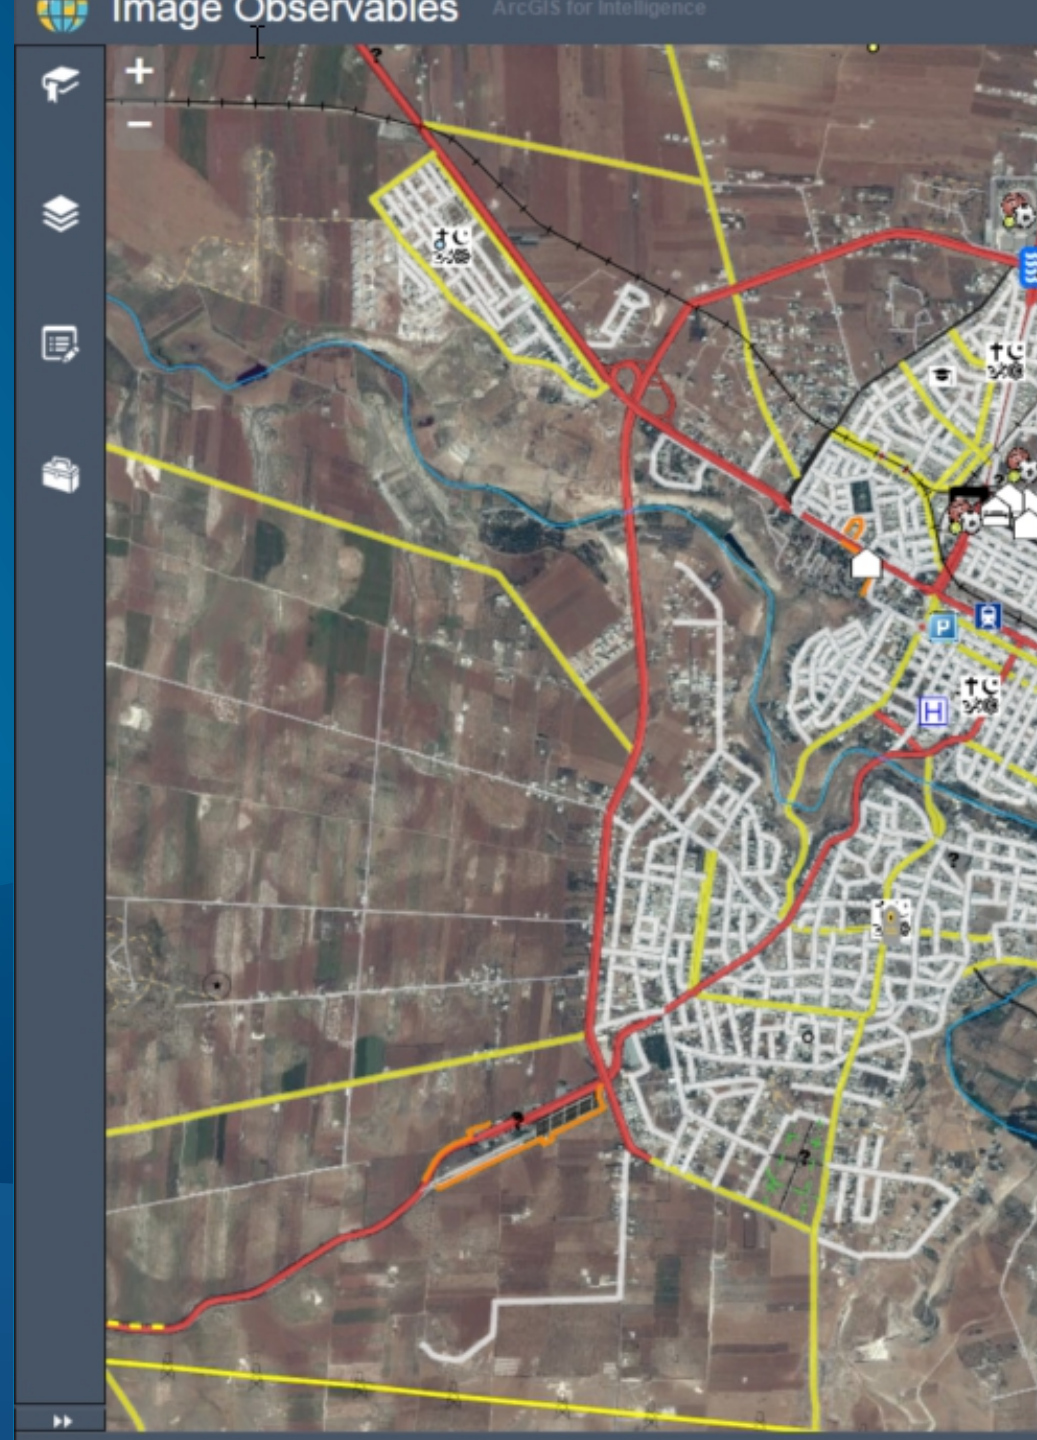 Image Observables
ArcGIS for Intelligence
+
−
?
P
H
?
?
?